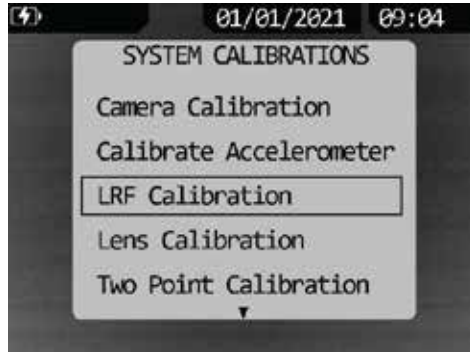 01/01/2021 09:04
SYSTEM CALIBRATIONS
Camera Calibration
Calibrate Accelerometer
LRF Calibration
Lens Calibration
Two Point Calibration